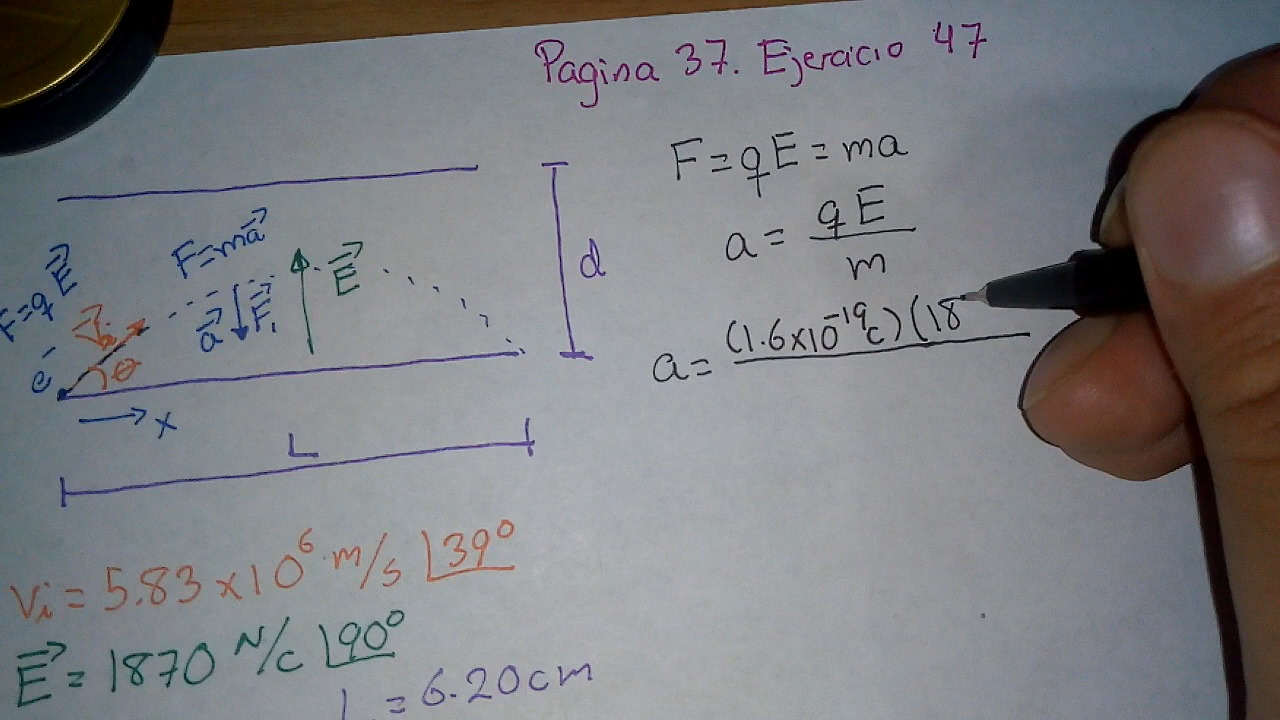 Pagina 37. Ejercicio 47
F=qE=ma
a= qE
m
a= (1.6x10⁻¹⁹c)(18
F=qE⃗
F=ma⃗
a⃗
F⃗
E⃗
d
θ
e⁻
x
L
vᵢ = 5.83 x 10⁶ m/s ∠39°
E⃗ = 1870 N/C ∠90°
= 6.20cm